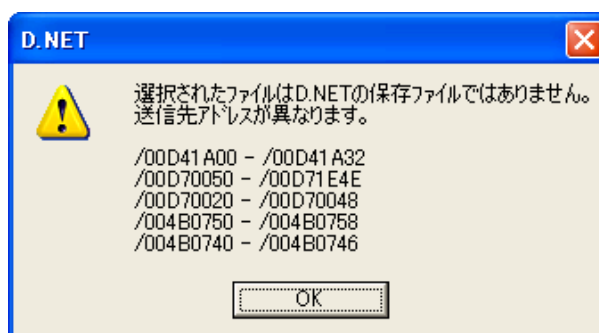 D.NET
選択されたファイルはD.NETの保存ファイルではありません。
送信先アドレスが異なります。
/00D41A00 - /00D41A32
/00D70050 - /00D71E4E
/00D70020 - /00D70048
/004B0750 - /004B0758
/004B0740 - /004B0746
OK